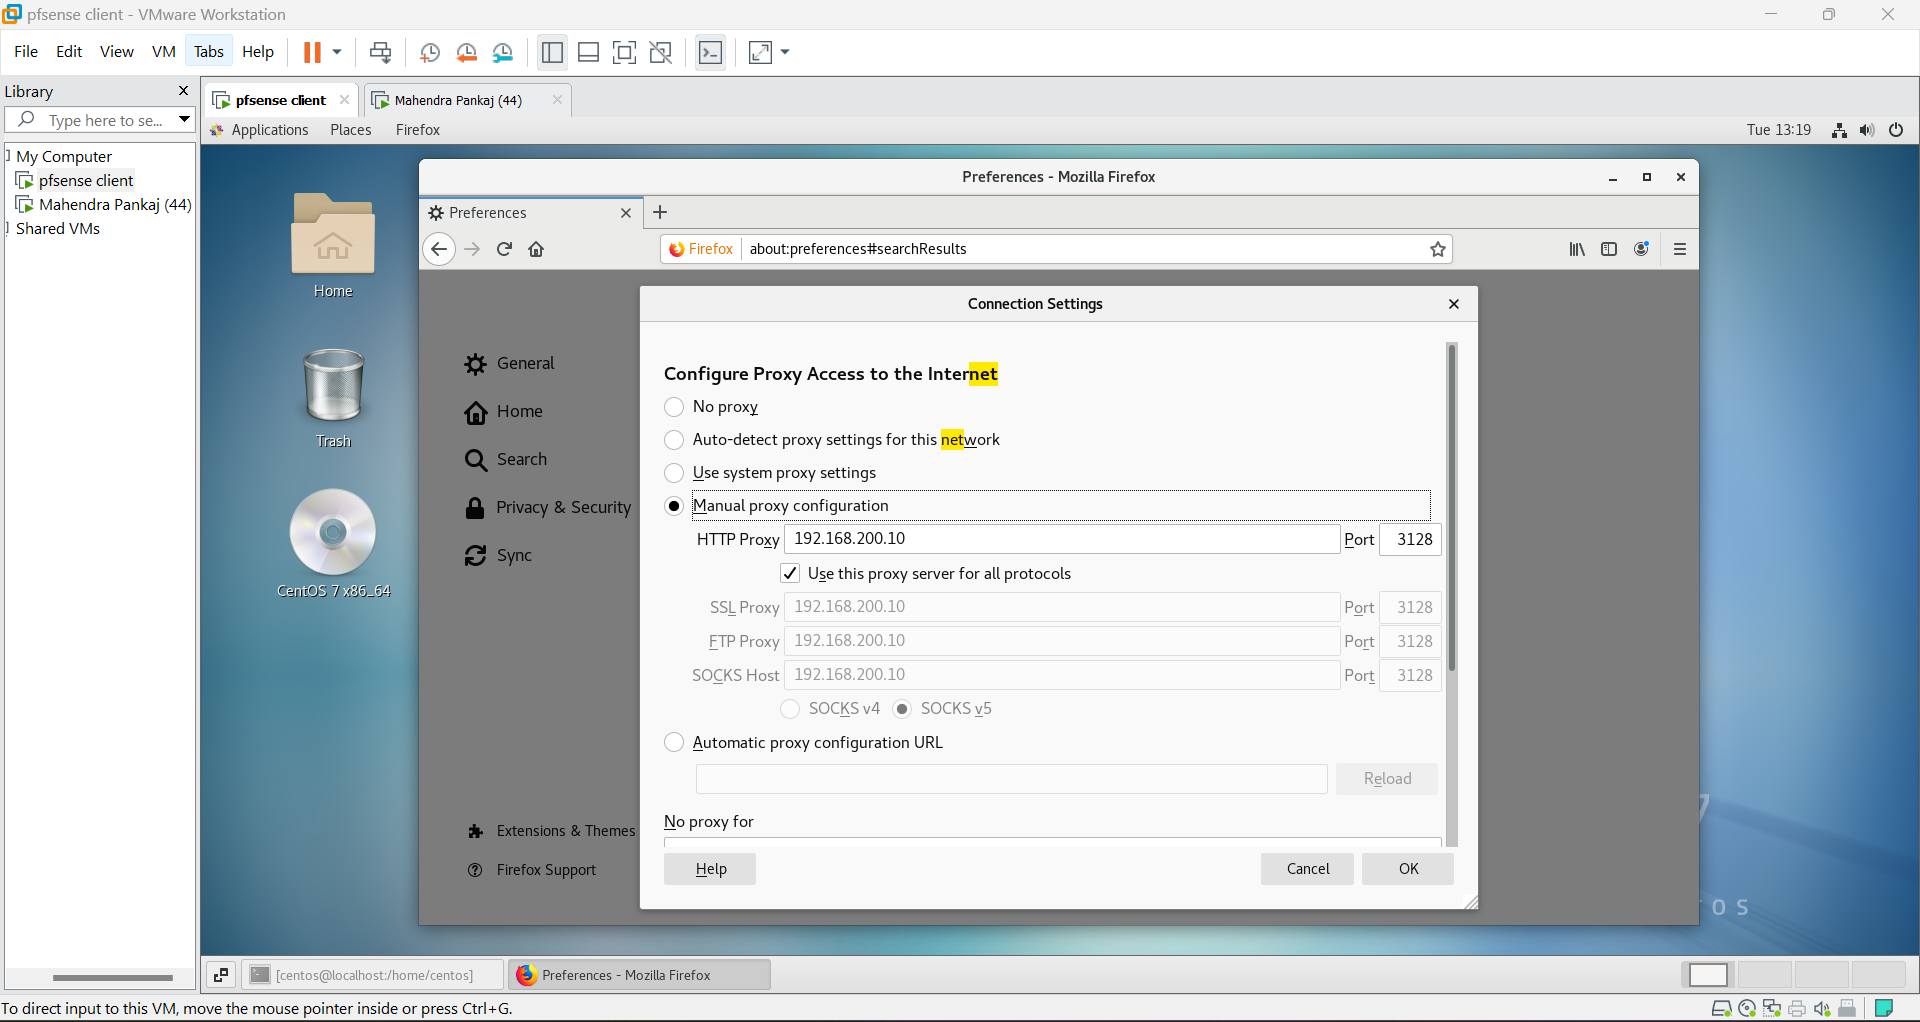 pfsense client - VMware Workstation
File Edit View VM Tabs Help
Library
Type here to se...
My Computer
pfsense client
Mahendra Pankaj (44)
Shared VMs
pfsense client
Mahendra Pankaj (44)
Applications Places Firefox
Tue 13:19
Home
Trash
CentOS 7 x86_64
Preferences - Mozilla Firefox
Preferences
Firefox about:preferences#searchResults
General
Home
Search
Privacy & Security
Sync
Extensions & Themes
Firefox Support
Connection Settings
Configure Proxy Access to the Internet
No proxy
Auto-detect proxy settings for this network
Use system proxy settings
Manual proxy configuration
HTTP Proxy 192.168.200.10 Port 3128
Use this proxy server for all protocols
SSL Proxy 192.168.200.10 Port 3128
FTP Proxy 192.168.200.10 Port 3128
SOCKS Host 192.168.200.10 Port 3128
SOCKS v4 SOCKS v5
Automatic proxy configuration URL
Reload
No proxy for
Help Cancel OK
7
OS
[centos@localhost:/home/centos]
Preferences - Mozilla Firefox
To direct input to this VM, move the mouse pointer inside or press Ctrl+G.